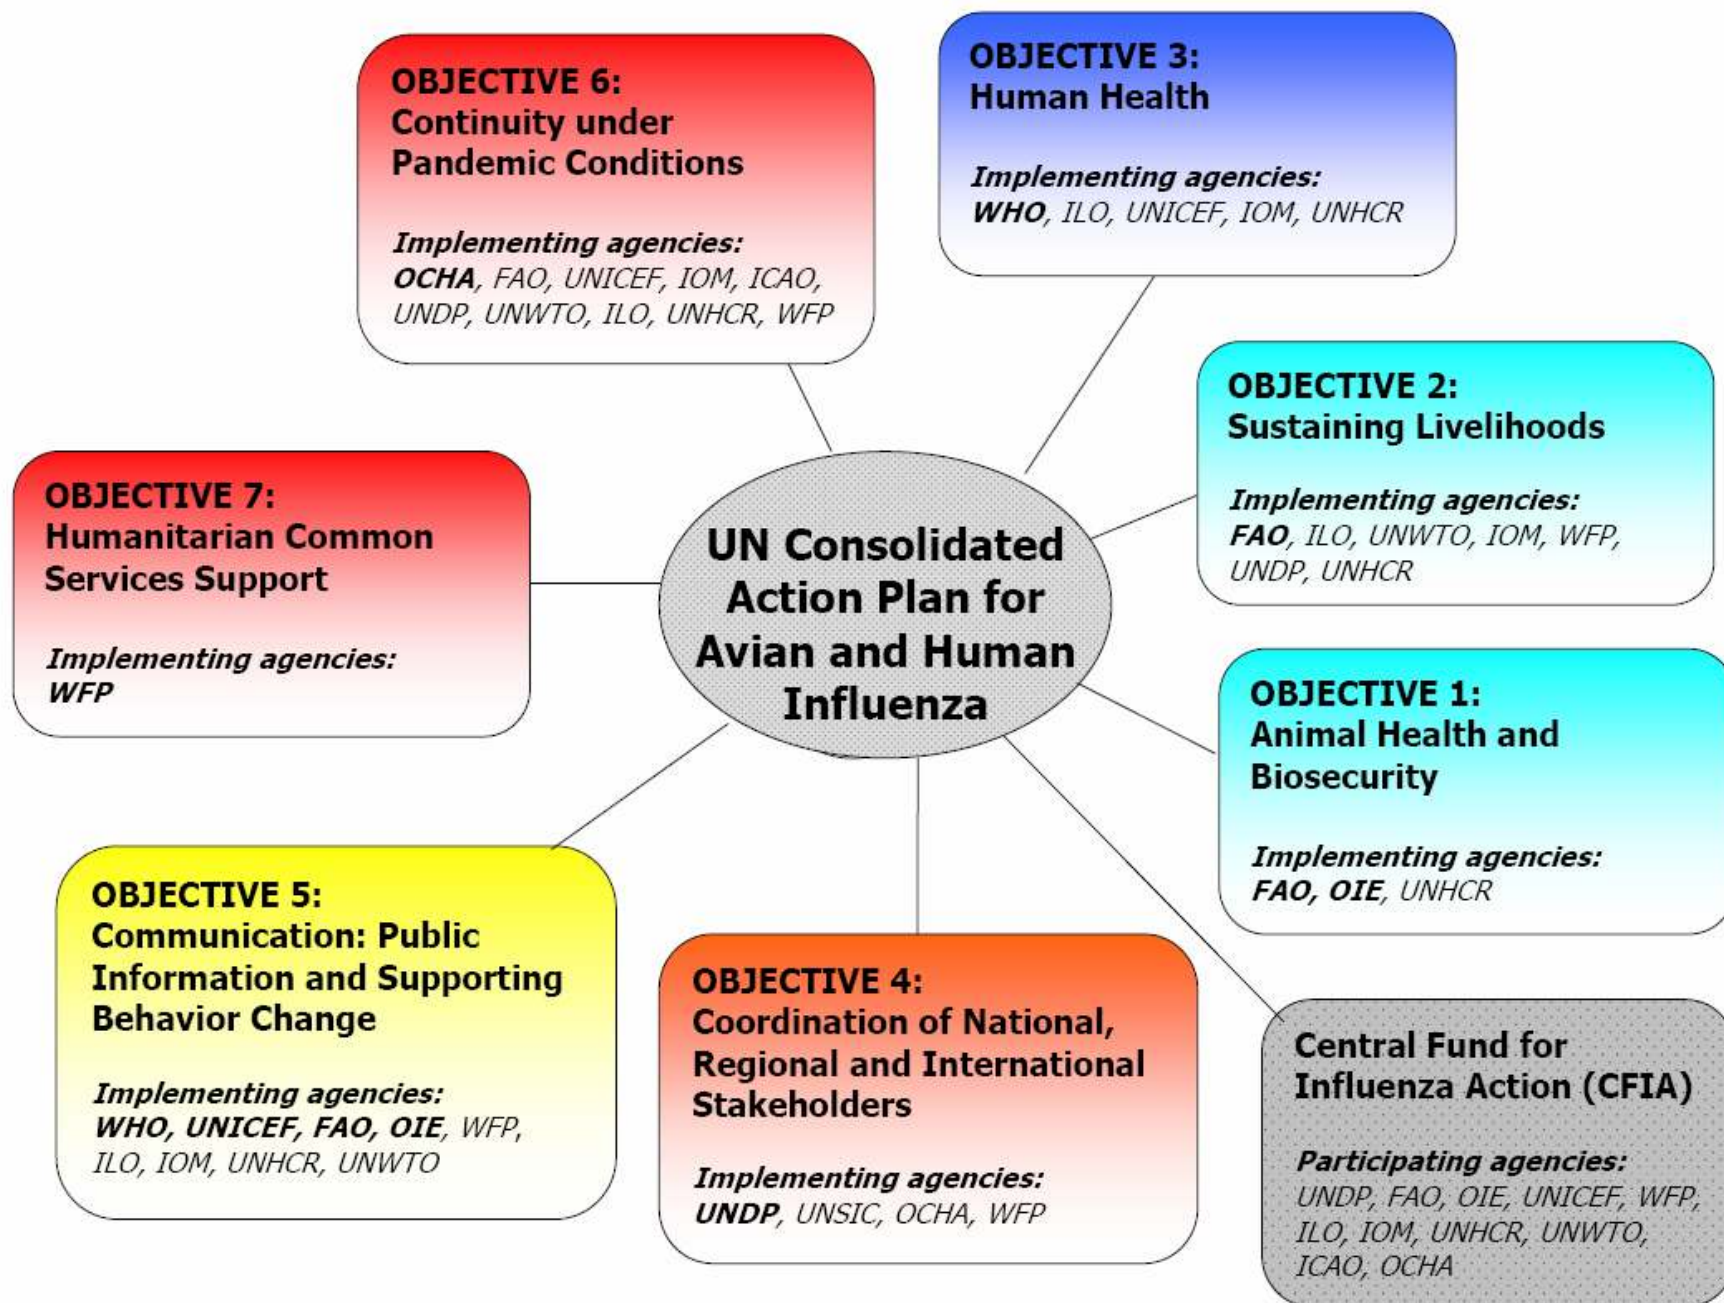 OBJECTIVE 6:
Continuity under
Pandemic Conditions
Implementing agencies:
OCHA, FAO, UNICEF, IOM, ICAO,
UNDP, UNWTO, ILO, UNHCR, WFP
OBJECTIVE 3:
Human Health
Implementing agencies:
WHO, ILO, UNICEF, IOM, UNHCR
OBJECTIVE 2:
Sustaining Livelihoods
Implementing agencies:
FAO, ILO, UNWTO, IOM, WFP,
UNDP, UNHCR
OBJECTIVE 7:
Humanitarian Common
Services Support
Implementing agencies:
WFP
UN Consolidated
Action Plan for
Avian and Human
Influenza
OBJECTIVE 1:
Animal Health and
Biosecurity
Implementing agencies:
FAO, OIE, UNHCR
OBJECTIVE 5:
Communication: Public
Information and Supporting
Behavior Change
Implementing agencies:
WHO, UNICEF, FAO, OIE, WFP,
ILO, IOM, UNHCR, UNWTO
OBJECTIVE 4:
Coordination of National,
Regional and International
Stakeholders
Implementing agencies:
UNDP, UNSIC, OCHA, WFP
Central Fund for
Influenza Action (CFIA)
Participating agencies:
UNDP, FAO, OIE, UNICEF, WFP,
ILO, IOM, UNHCR, UNWTO,
ICAO, OCHA